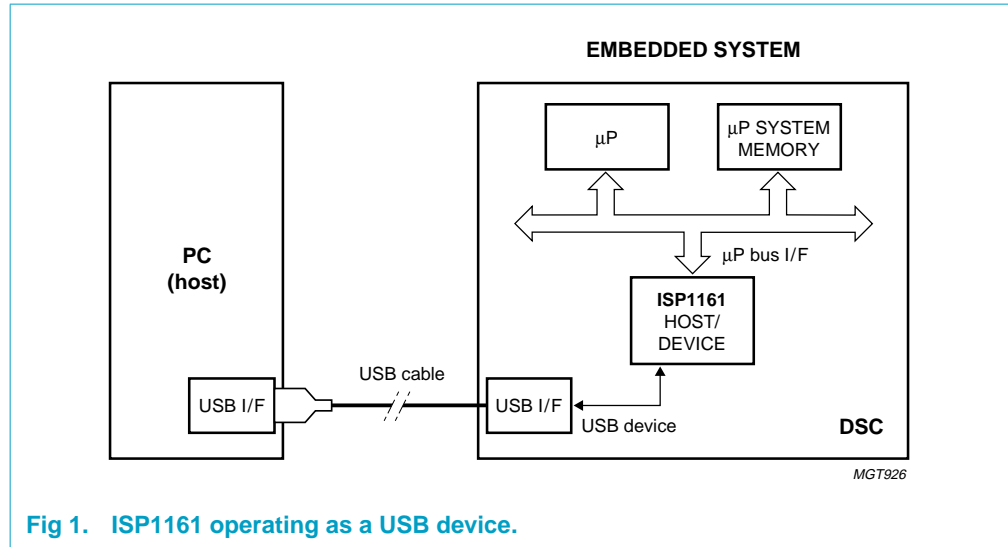 EMBEDDED SYSTEM
μP
μP SYSTEM
MEMORY
PC
(host)
μP bus I/F
ISP1161
HOST/
DEVICE
USB cable
USB I/F
USB I/F
USB device
DSC
MGT926
Fig 1. ISP1161 operating as a USB device.